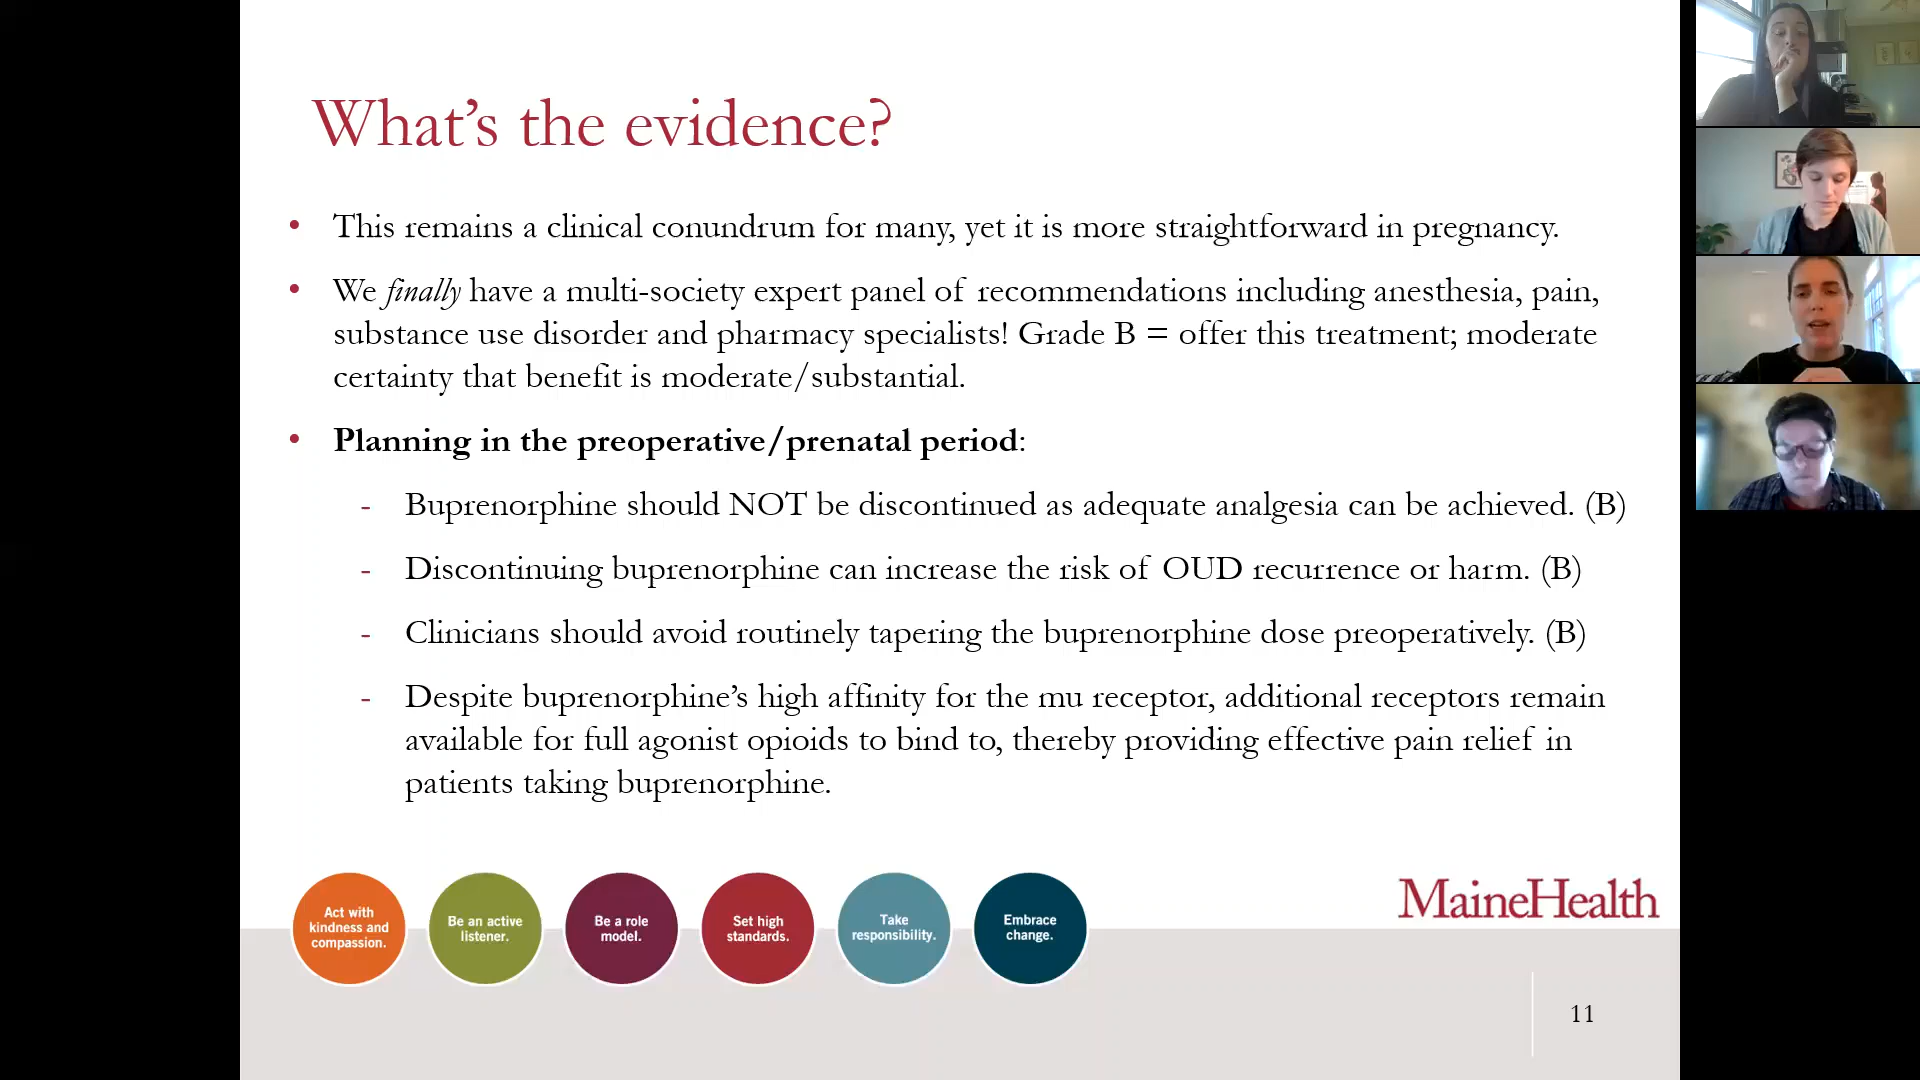 What’s the evidence?
• This remains a clinical conundrum for many, yet it is more straightforward in pregnancy.
• We finally have a multi-society expert panel of recommendations including anesthesia, pain,
substance use disorder and pharmacy specialists! Grade B = offer this treatment; moderate
certainty that benefit is moderate/substantial.
• Planning in the preoperative/prenatal period:
- Buprenorphine should NOT be discontinued as adequate analgesia can be achieved. (B)
- Discontinuing buprenorphine can increase the risk of OUD recurrence or harm. (B)
- Clinicians should avoid routinely tapering the buprenorphine dose preoperatively. (B)
- Despite buprenorphine’s high affinity for the mu receptor, additional receptors remain
available for full agonist opioids to bind to, thereby providing effective pain relief in
patients taking buprenorphine.
Act with
kindness and
compassion.
Be an active
listener.
Be a role
model.
Set high
standards.
Take
responsibility.
Embrace
change.
MaineHealth
11